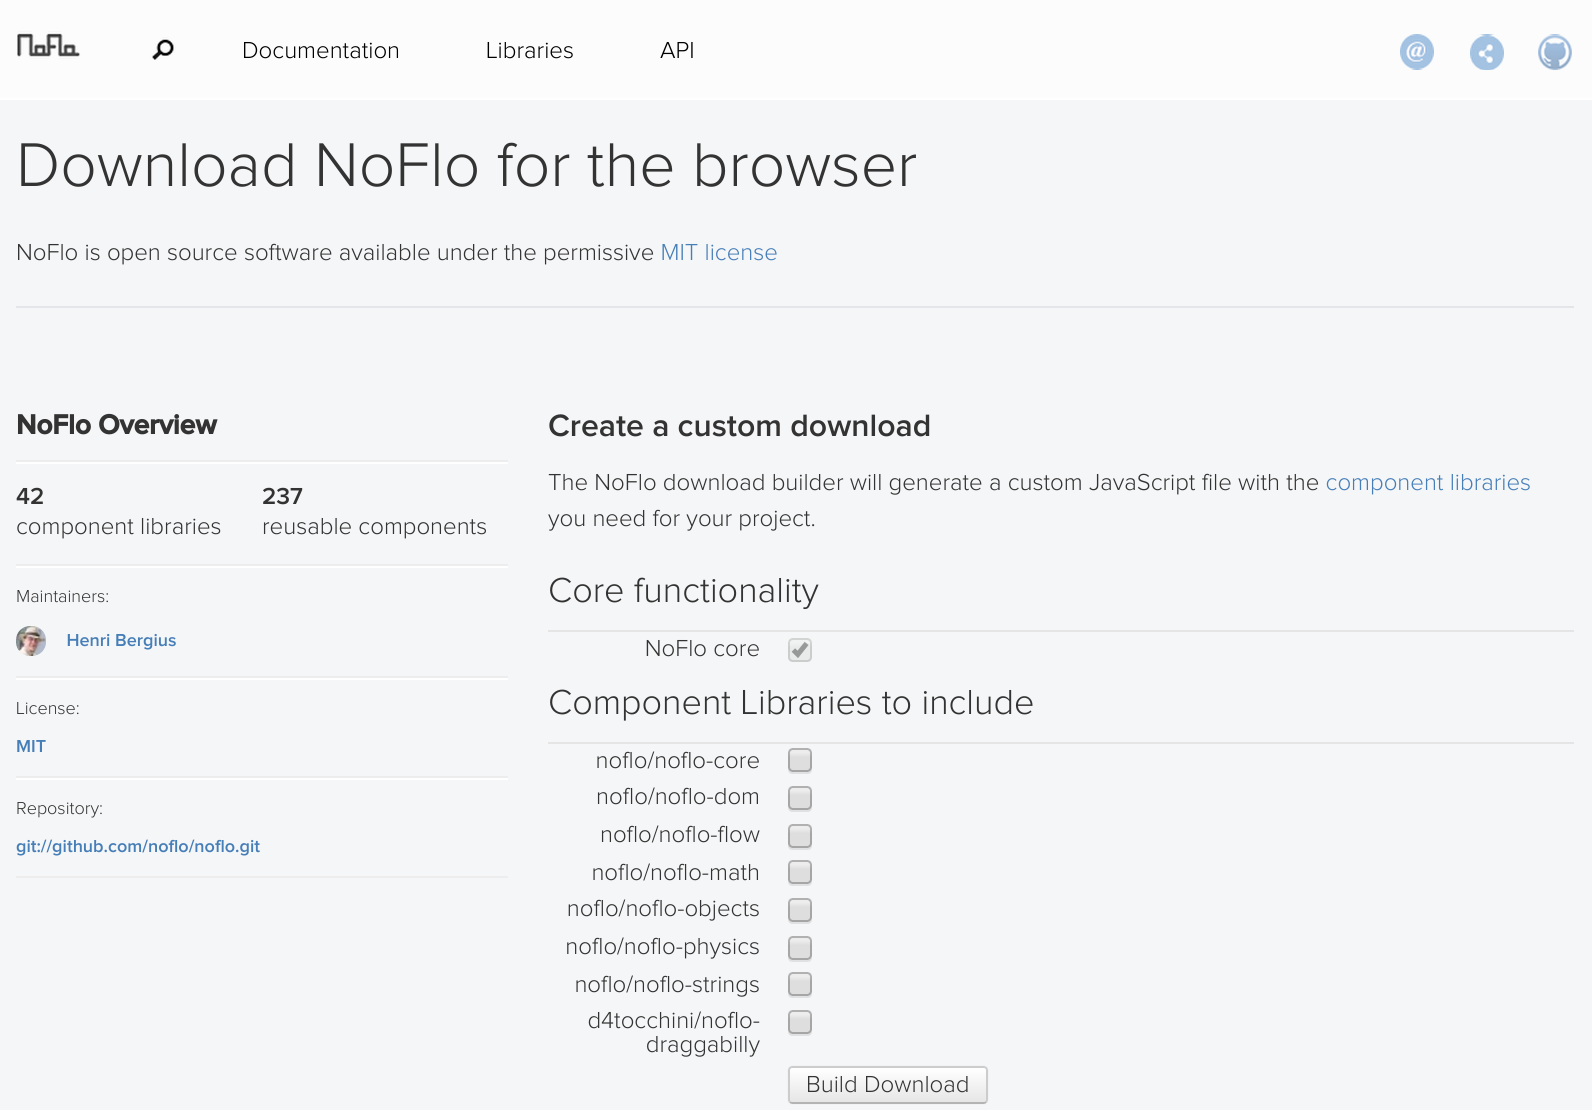 NoFlo
Documentation
Libraries
API
Download NoFlo for the browser
NoFlo is open source software available under the permissive MIT license
NoFlo Overview
42
component libraries
237
reusable components
Maintainers:
Henri Bergius
License:
MIT
Repository:
git://github.com/noflo/noflo.git
Create a custom download
The NoFlo download builder will generate a custom JavaScript file with the component libraries
you need for your project.
Core functionality
NoFlo core
Component Libraries to include
noflo/noflo-core
noflo/noflo-dom
noflo/noflo-flow
noflo/noflo-math
noflo/noflo-objects
noflo/noflo-physics
noflo/noflo-strings
d4tocchini/noflo-
draggabilly
Build Download